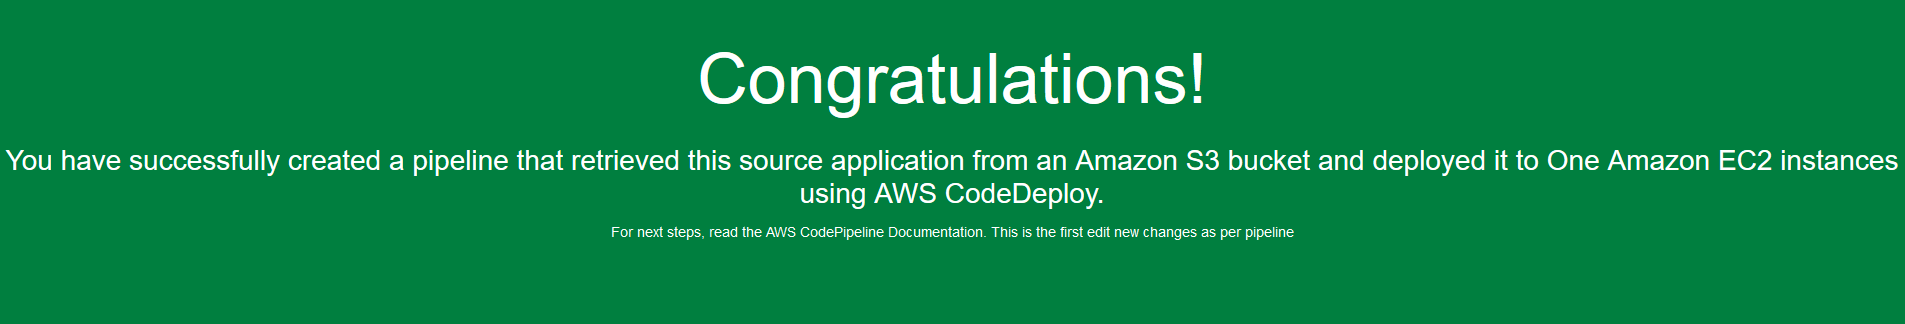 Congratulations!
You have successfully created a pipeline that retrieved this source application from an Amazon S3 bucket and deployed it to One Amazon EC2 instances
using AWS CodeDeploy.
For next steps, read the AWS CodePipeline Documentation. This is the first edit new changes as per pipeline